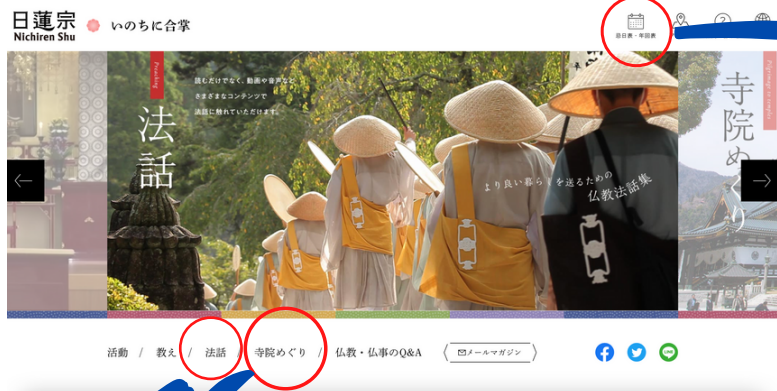 日蓮宗
Nichiren Shu
いのちに合掌
忌日表・年回表
Preaching
法話
読むだけでなく、動画や音声など
さまざまなコンテンツで
法話に触れていただけます。
より良い暮らしを送るための
仏教法話集
寺院めぐり
活動 / 教え / 法話 / 寺院めぐり / 仏教・仏事のQ&A
メールマガジン
LINE